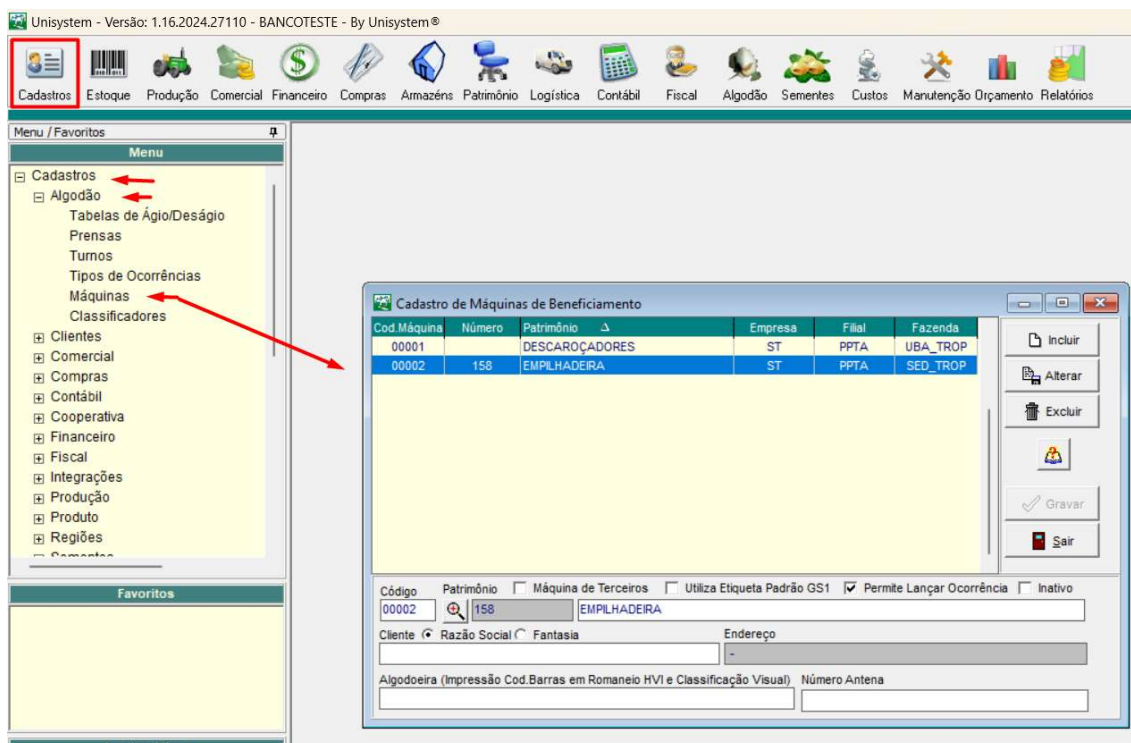 Unisystem - Versão: 1.16.2024.27110 - BANCOTESTE - By Unisystem®
Cadastros Estoque Produção Comercial Financeiro Compras Armazéns Patrimônio Logística Contábil Fiscal Algodão Sementes Custos Manutenção Orçamento Relatórios
Menu / Favoritos
Menu
Cadastros
Algodão
Tabelas de Ágio/Deságio
Prensas
Turnos
Tipos de Ocorrências
Máquinas
Classificadores
Clientes
Comercial
Compras
Contábil
Cooperativa
Financeiro
Fiscal
Integrações
Produção
Produto
Regiões
Sementes
Favoritos
Cadastro de Máquinas de Beneficiamento
Cod.Máquina Número Patrimônio Empresa Filial Fazenda
00001 DESCAROÇADORES ST PPTA UBA_TROP
00002 158 EMPILHADEIRA ST PPTA SED_TROP
Incluir
Alterar
Excluir
Gravar
Sair
Código Patrimônio Máquina de Terceiros Utiliza Etiqueta Padrão GS1 Permite Lançar Ocorrência Inativo
00002 158 EMPILHADEIRA
Cliente Razão Social Fantasia Endereço
-
Algodoeira (Impressão Cod.Barras em Romaneio HVI e Classificação Visual) Número Antena